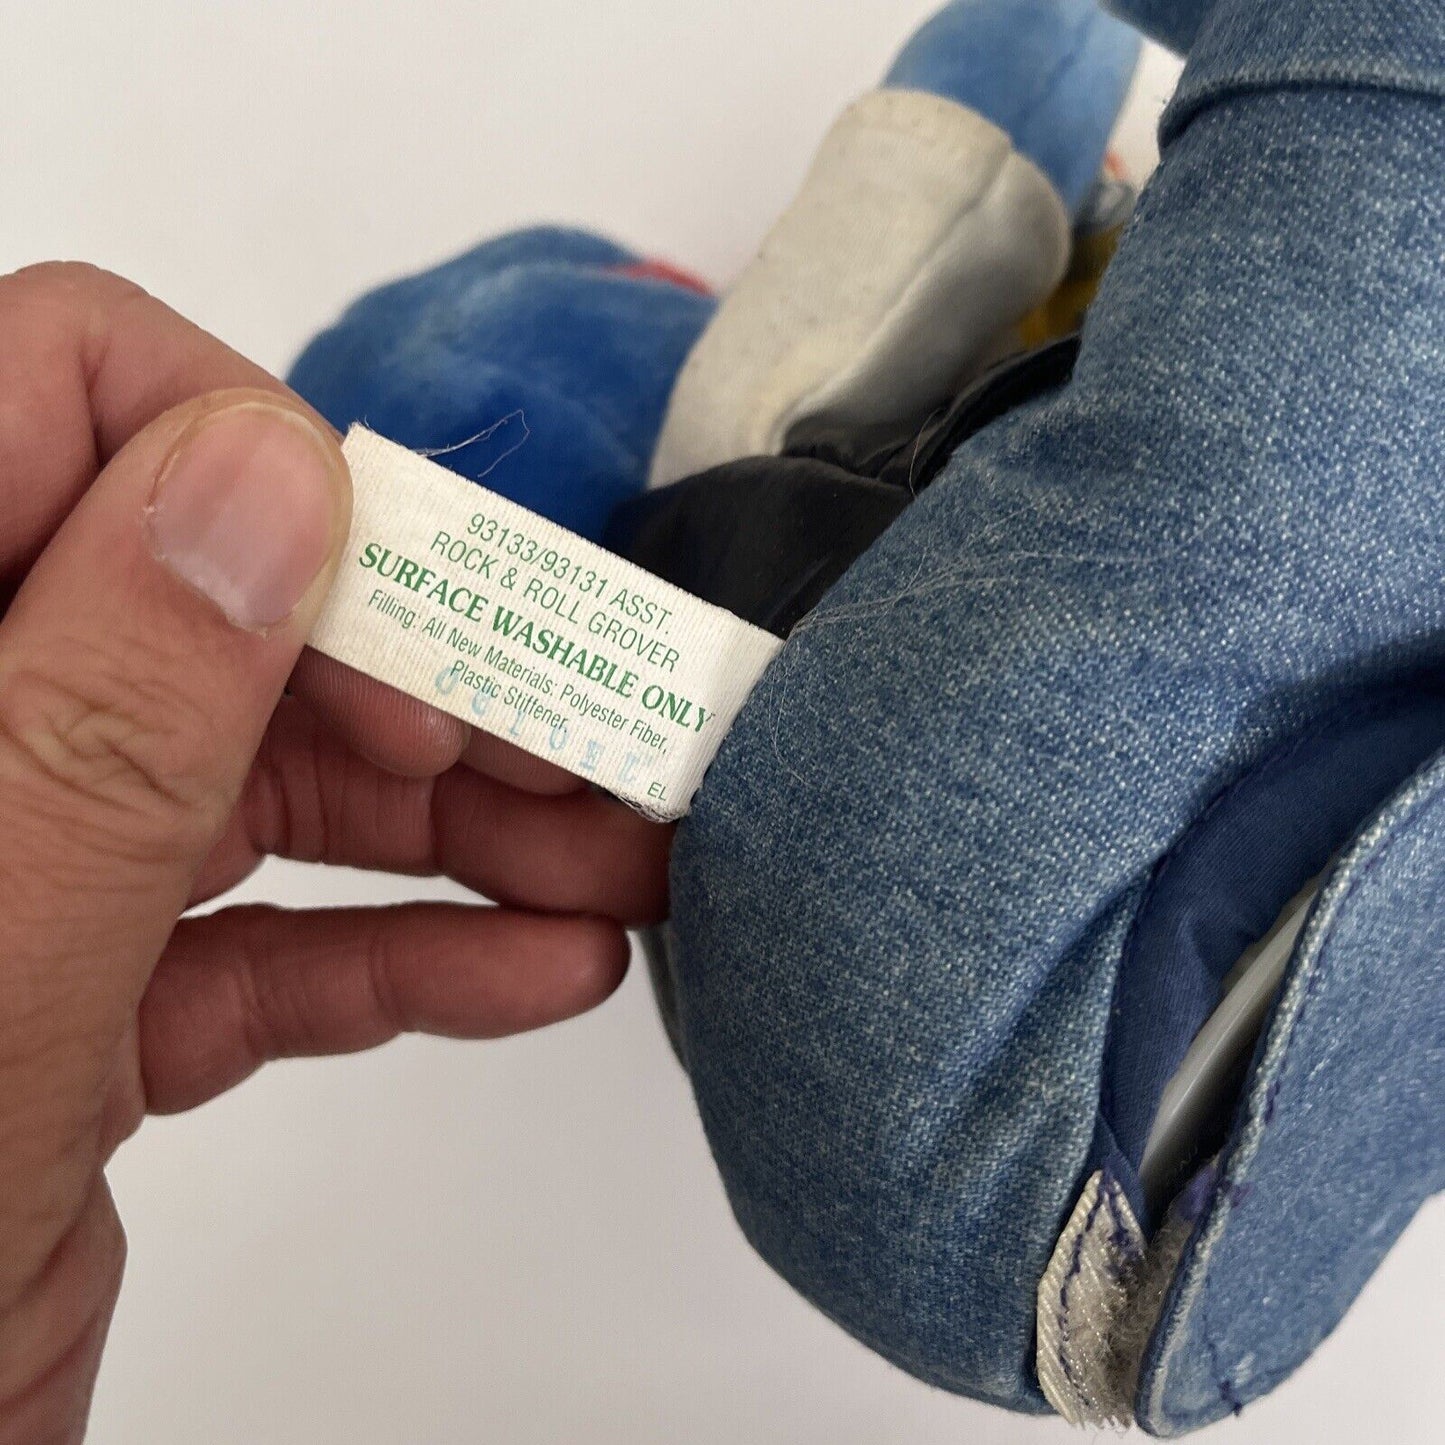 93133/93131 ASST.
ROCK & ROLL GROVER
SURFACE WASHABLE ONLY
Filling: All New Materials: Polyester Fiber,
Plastic Stiffener.
EL